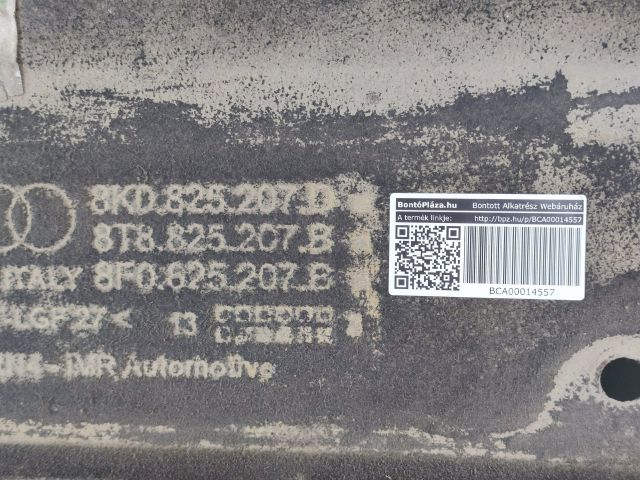 8K0.825.207.D
8T8.825.207.B
ITALY 8F0.825.207.B
13
IMR Automotive
BontóPláza.hu Bontott Alkatrész Webáruház
A termék linkje: http://bpz.hu/p/BCA00014557
BCA00014557